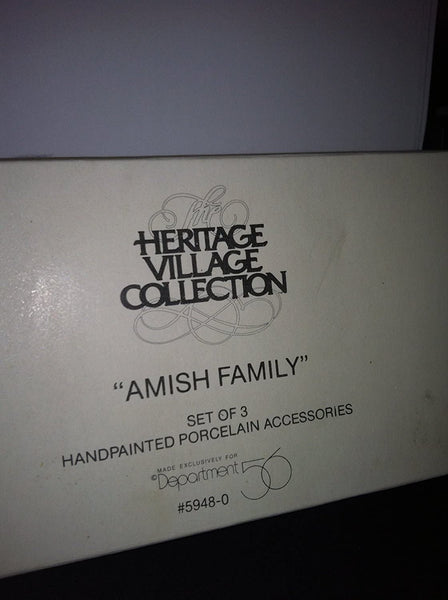 The
HERITAGE
VILLAGE
COLLECTION
"AMISH FAMILY"
SET OF 3
HANDPAINTED PORCELAIN ACCESSORIES
MADE EXCLUSIVELY FOR
©Department 56
#5948-0